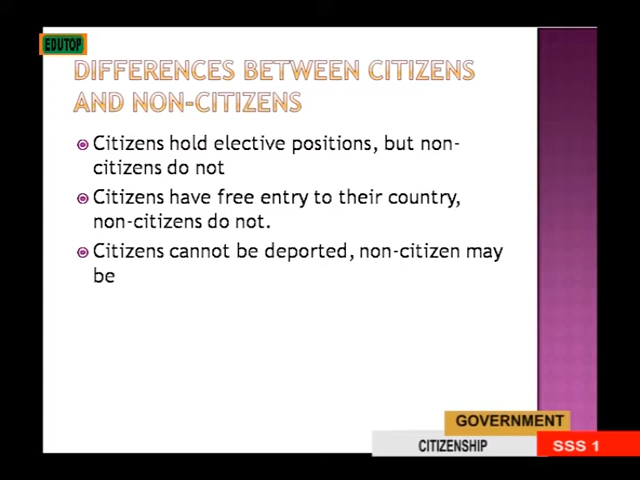 EDUTOP
DIFFERENCES BETWEEN CITIZENS
AND NON-CITIZENS
Citizens hold elective positions, but non-
citizens do not
Citizens have free entry to their country,
non-citizens do not.
Citizens cannot be deported, non-citizen may
be
GOVERNMENT
CITIZENSHIP
SSS 1